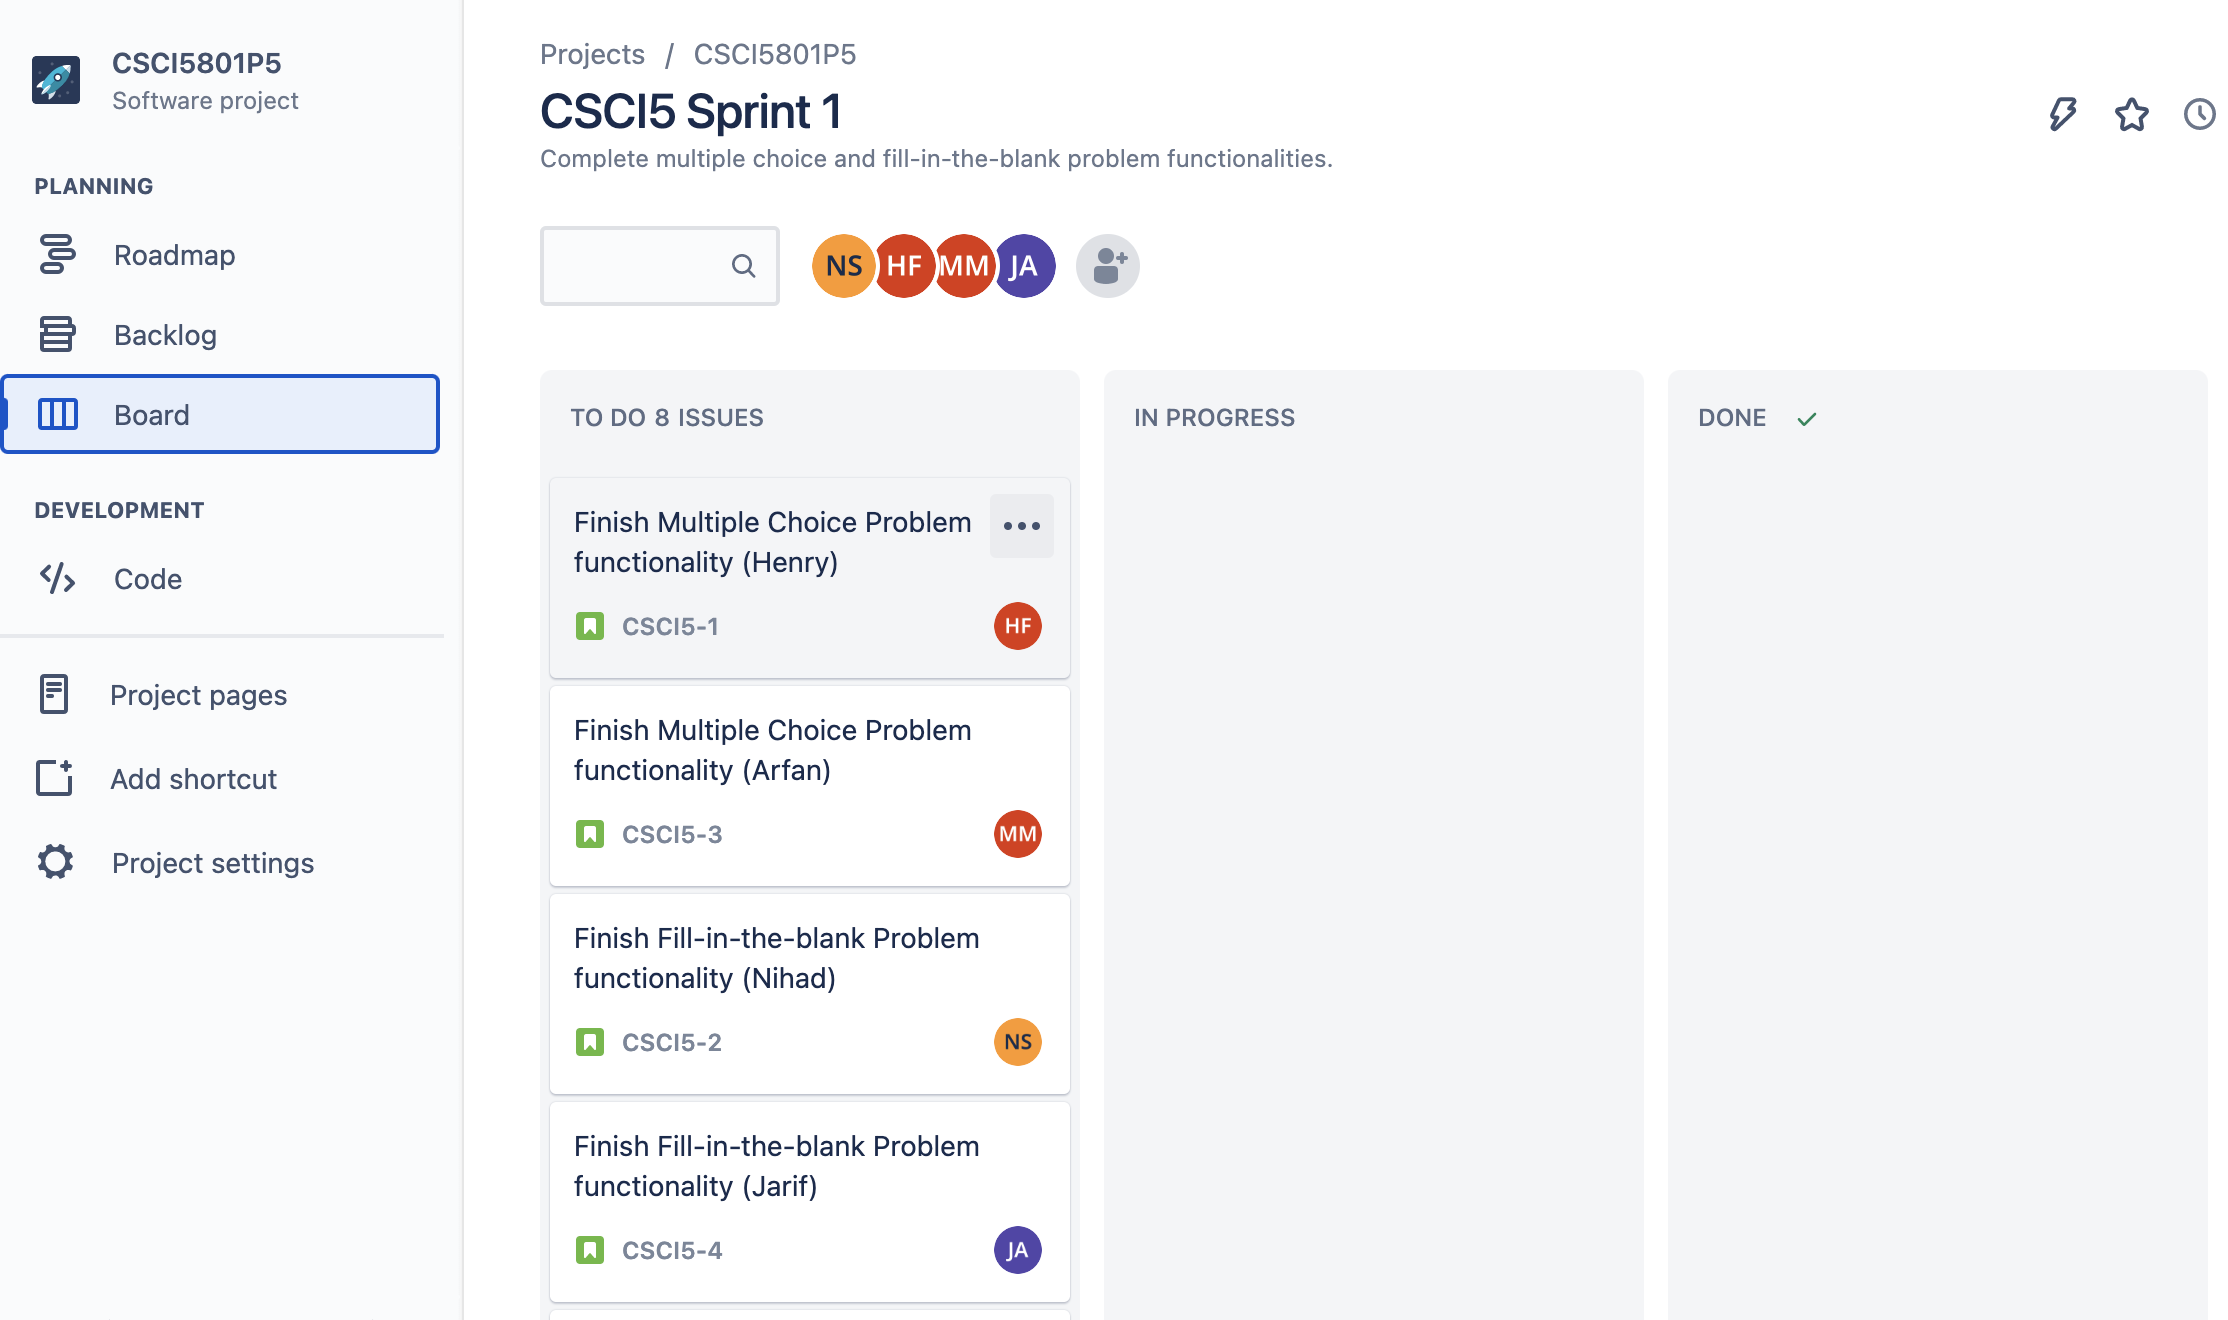 CSCI5801P5
Software project
PLANNING
Roadmap
Backlog
Board
DEVELOPMENT
Code
Project pages
Add shortcut
Project settings
Projects / CSCI5801P5
CSCI5 Sprint 1
Complete multiple choice and fill-in-the-blank problem functionalities.
NS HF MM JA
TO DO 8 ISSUES
Finish Multiple Choice Problem
functionality (Henry)
CSCI5-1 HF
Finish Multiple Choice Problem
functionality (Arfan)
CSCI5-3 MM
Finish Fill-in-the-blank Problem
functionality (Nihad)
CSCI5-2 NS
Finish Fill-in-the-blank Problem
functionality (Jarif)
CSCI5-4 JA
IN PROGRESS
DONE